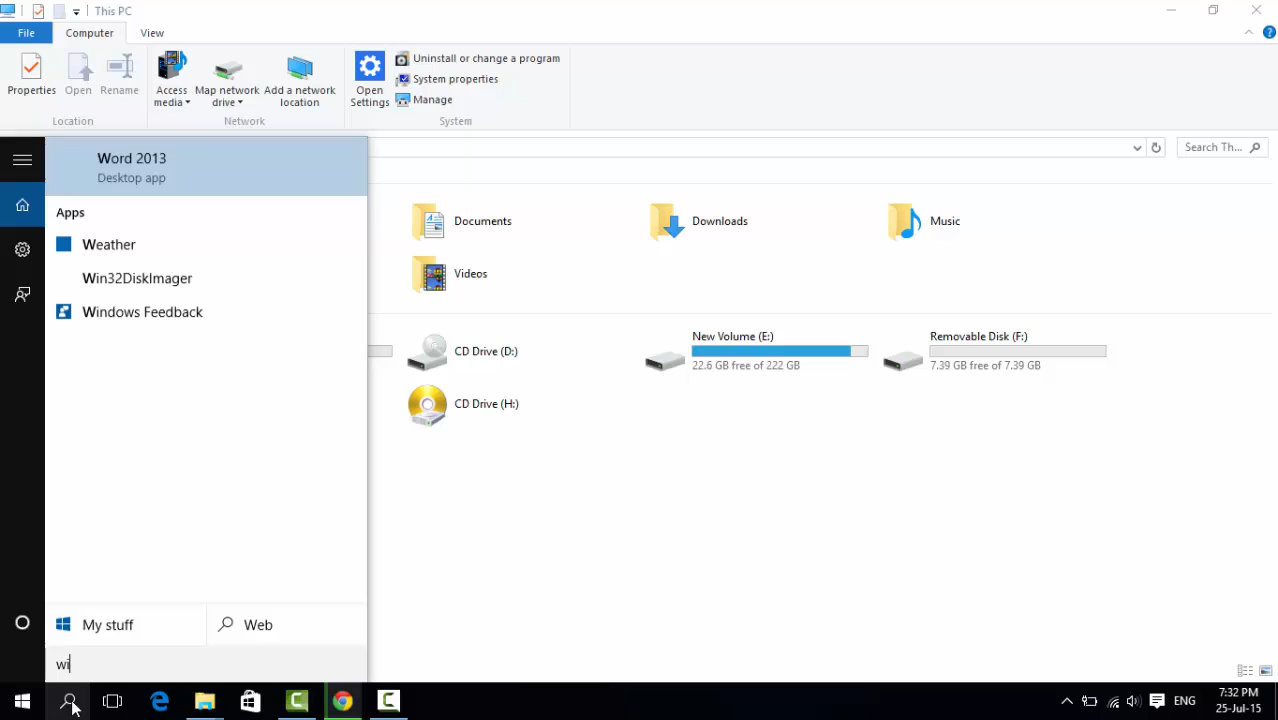 This PC
File
Computer
View
Properties
Open
Rename
Access media
Map network drive
Add a network location
Open Settings
Uninstall or change a program
System properties
Manage
Location
Network
System
Search Th...
Word 2013
Desktop app
Apps
Weather
Win32DiskImager
Windows Feedback
My stuff
Web
wi
Documents
Downloads
Music
Videos
CD Drive (D:)
New Volume (E:)
22.6 GB free of 222 GB
Removable Disk (F:)
7.39 GB free of 7.39 GB
CD Drive (H:)
ENG
7:32 PM
25-Jul-15